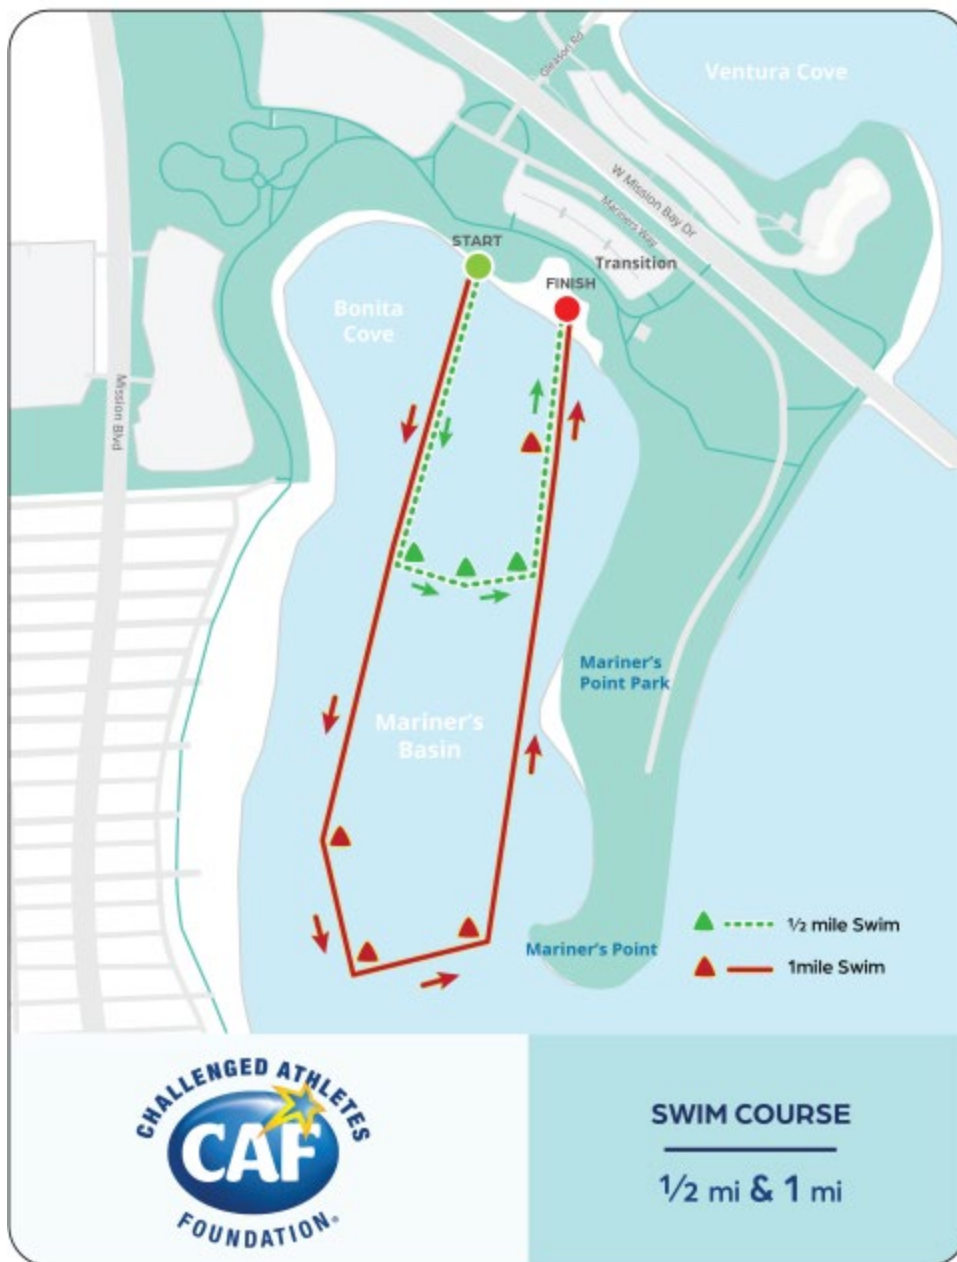 Ventura Cove
Gleason Rd
W Mission Bay Dr
Mariners Way
START
Transition
FINISH
Bonita
Cove
Mission Blvd
Mariner's
Point Park
Mariner's
Basin
½ mile Swim
Mariner's Point
1mile Swim
CHALLENGED ATHLETES
CAF
FOUNDATION®
SWIM COURSE
½ mi & 1 mi